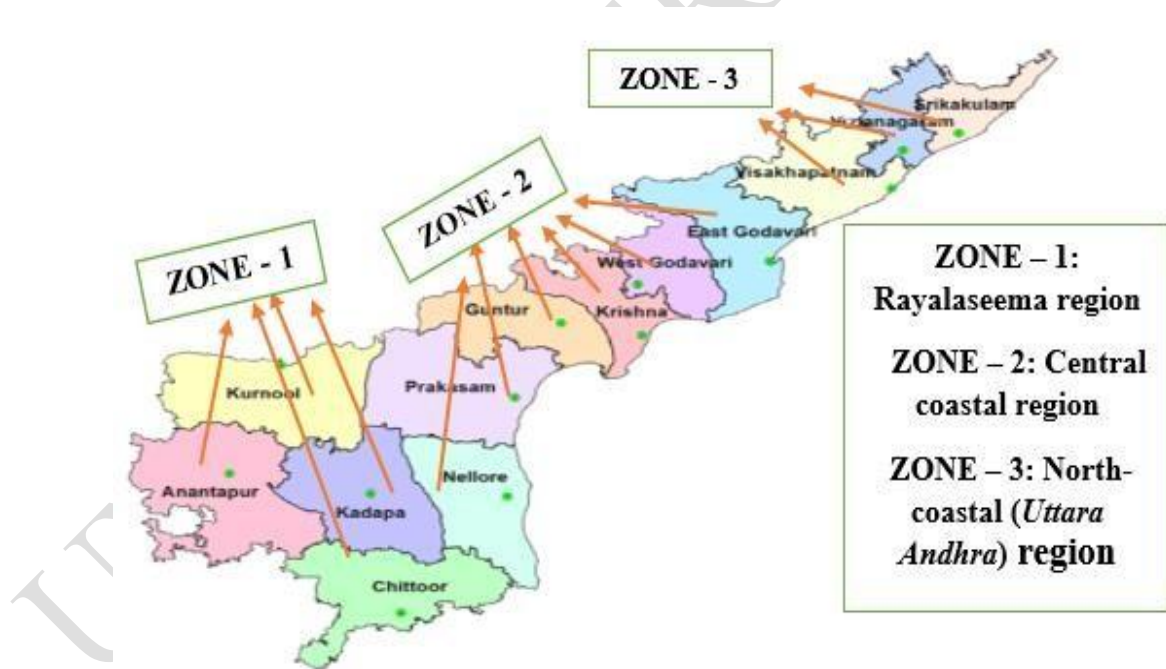 ZONE - 3
Srikakulam
Vizianagaram
Visakhapatnam
ZONE - 2
East Godavari
West Godavari
ZONE - 1
Guntur
Krishna
Kurnool
Prakasam
Anantapur
Kadapa
Nellore
Chittoor
ZONE – 1:
Rayalaseema region
ZONE – 2: Central
coastal region
ZONE – 3: North-
coastal (Uttara
Andhra) region